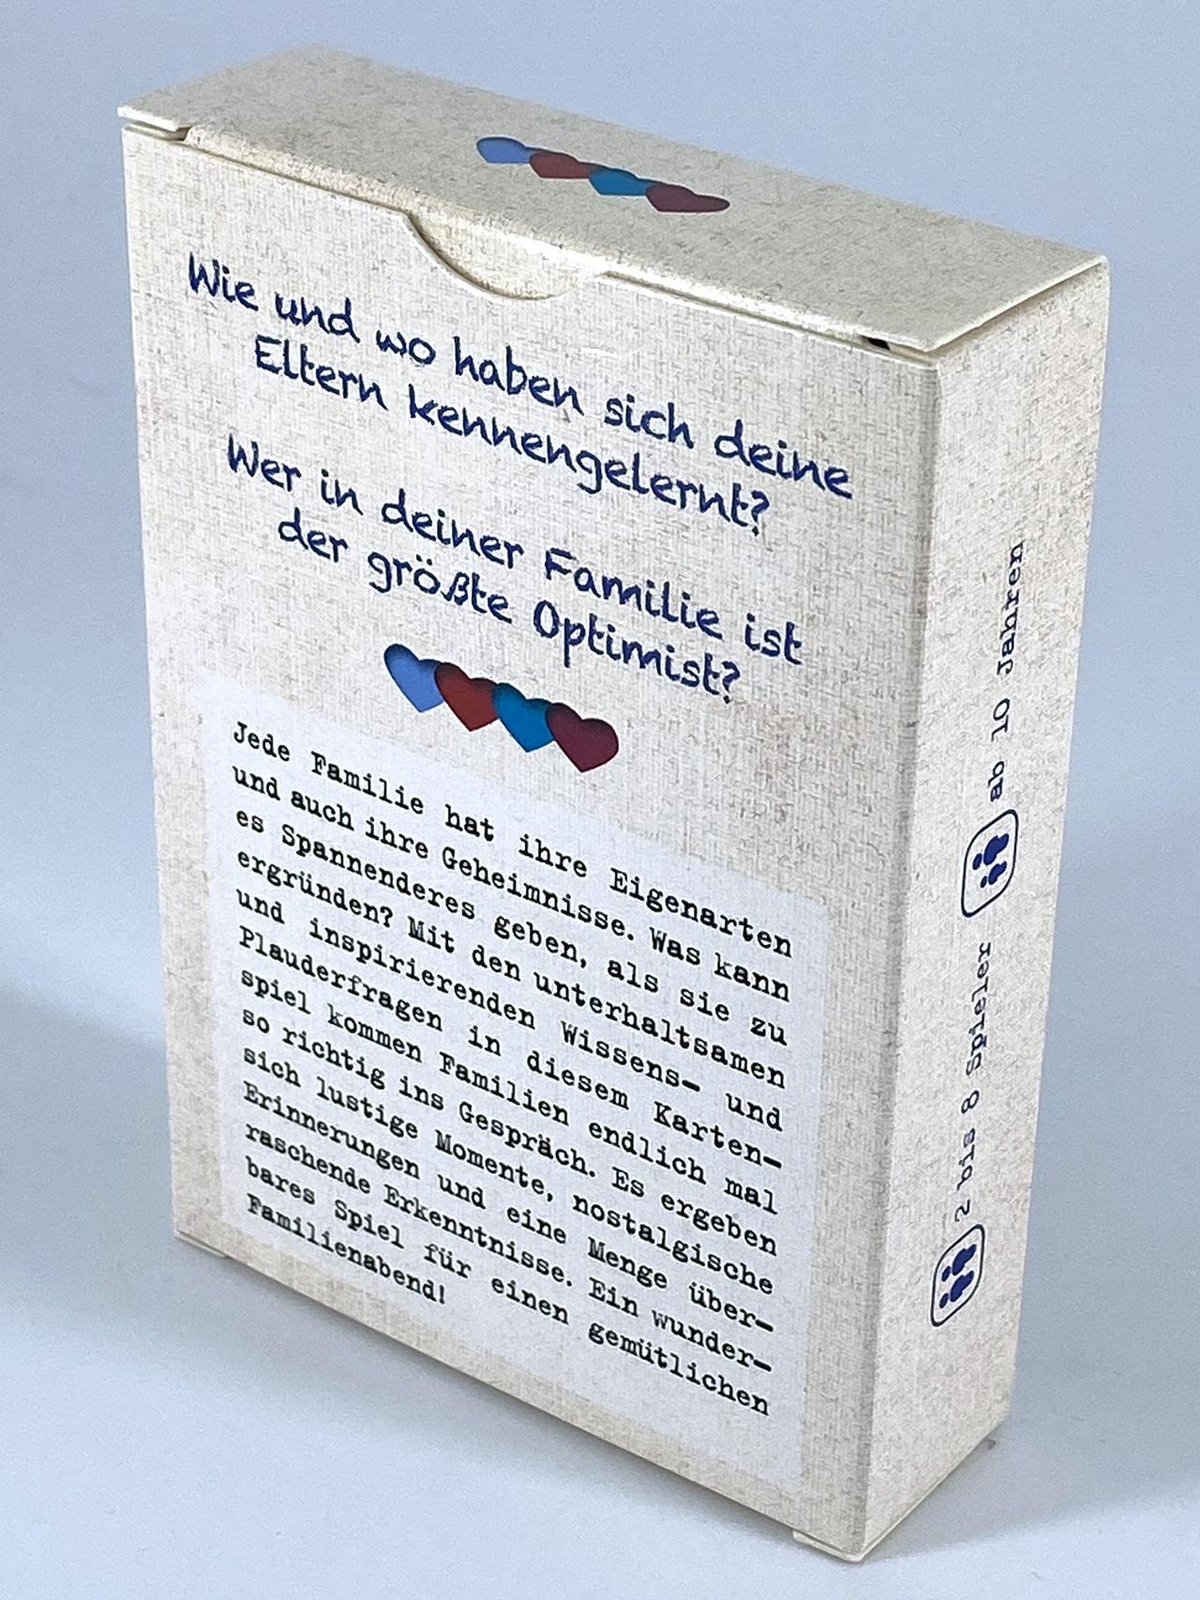 Wie und wo haben sich deine
Eltern kennengelernt?
Wer in deiner Familie ist
der größte Optimist?
Jede Familie hat ihre Eigenarten
und auch ihre Geheimnisse. Was kann
es Spannenderes geben, als sie zu
ergründen? Mit den unterhaltsamen
und inspirierenden Wissens- und
Plauderfragen in diesem Karten-
spiel kommen Familien endlich mal
so richtig ins Gespräch. Es ergeben
sich lustige Momente, nostalgische
Erinnerungen und eine Menge über-
raschende Erkenntnisse. Ein wunder-
bares Spiel für einen gemütlichen
Familienabend!
2 bis 8 Spieler
ab 10 Jahren